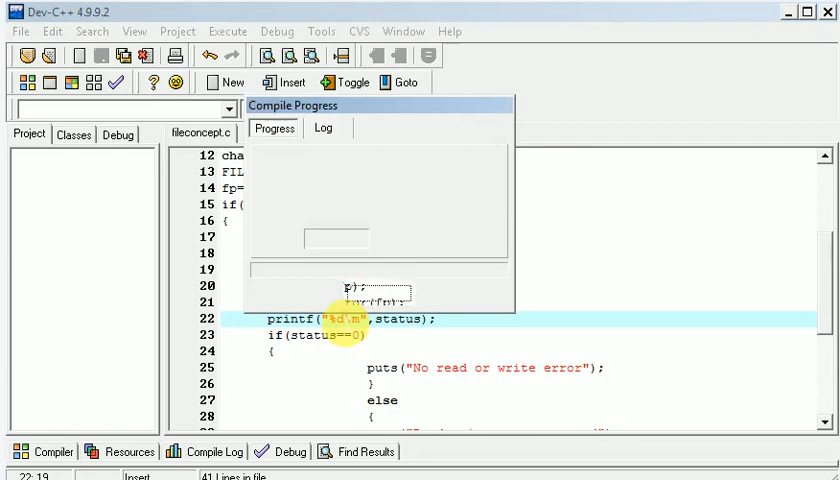 Dev-C++ 4.9.9.2
File Edit Search View Project Execute Debug Tools CVS Window Help
New Insert Toggle Goto
Compile Progress
Progress Log
Project Classes Debug
fileconcept.c
12 cha
13 FIL
14 fp=
15 if(
16 {
17
18
19
20 p);
21
22 printf("%d\m",status);
23 if(status==0)
24 {
25 puts("No read or write error");
26 }
27 else
28 {
Compiler Resources Compile Log Debug Find Results
22: 19 Insert 41 Lines in file